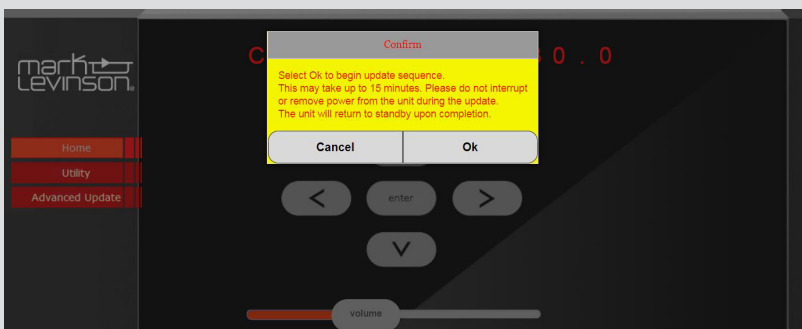 Confirm
C 0 . 0
Select Ok to begin update sequence.
This may take up to 15 minutes. Please do not interrupt
or remove power from the unit during the update.
The unit will return to standby upon completion.
Cancel Ok
mark
Levinson®
Home
Utility
Advanced Update
< enter >
volume